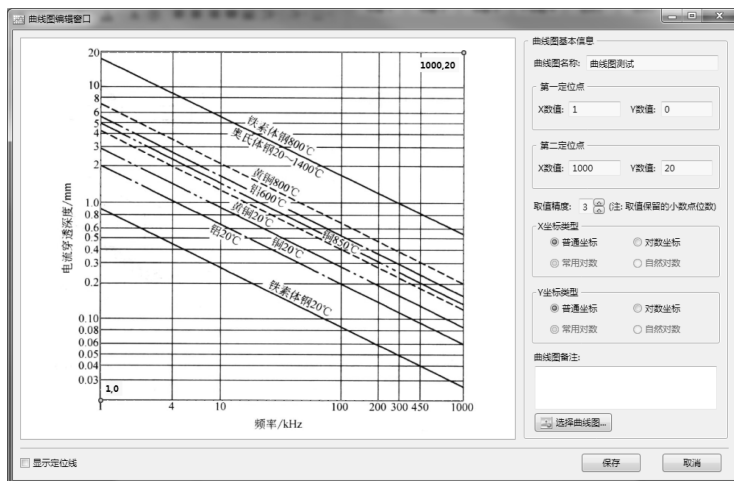 曲线图编辑窗口
曲线图基本信息
曲线图名称: 曲线图测试
第一定位点
X数值: 1 Y数值: 0
第二定位点
X数值: 1000 Y数值: 20
取值精度: 3 (注: 取值保留的小数点位数)
X坐标类型
普通坐标 对数坐标
常用对数 自然对数
Y坐标类型
普通坐标 对数坐标
常用对数 自然对数
曲线图备注:
选择曲线图...
1000,20
20
10
8
6
5
4
3
2
1.0
0.8
0.6
0.5
0.4
0.3
0.2
0.10
0.08
0.06
0.05
0.04
0.03
电流穿透深度/mm
铁素体钢800℃
奥氏体钢20~1400℃
黄铜800℃
铝600℃
黄铜20℃
铜850℃
铝20℃
铜20℃
铁素体钢20℃
1,0
1 4 10 100 200 300 450 1000
频率/kHz
显示定位线
保存 取消